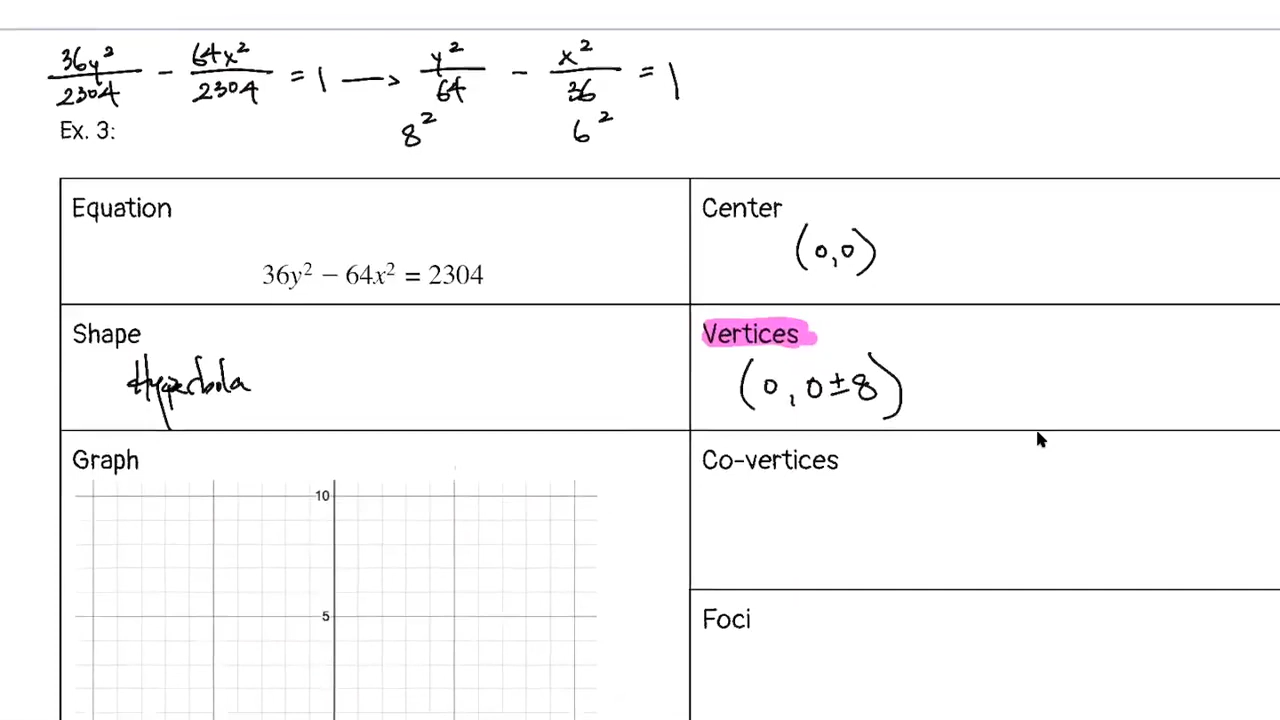 36y²/2304 - 64x²/2304 = 1 → y²/64 - x²/36 = 1
Ex. 3: 8² 6²
Equation
36y² − 64x² = 2304
Center
(0,0)
Shape
Hyperbola
Vertices
(0, 0±8)
Graph
10
5
Co-vertices
Foci